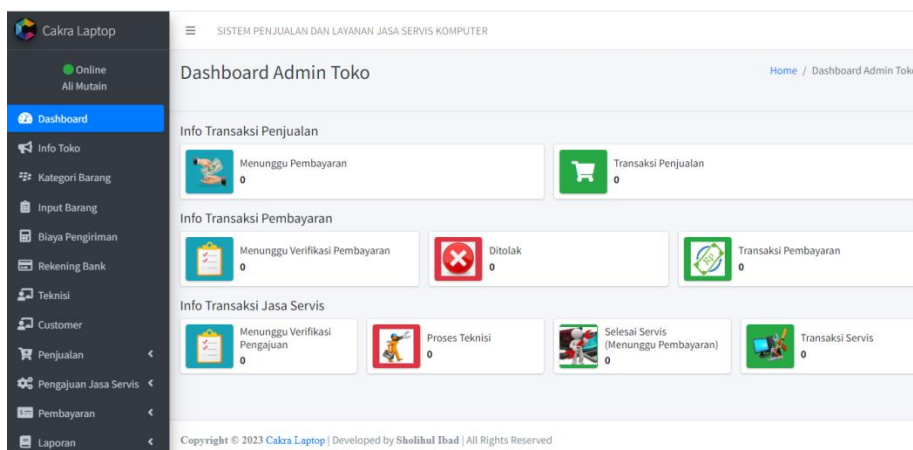 Cakra Laptop
SISTEM PENJUALAN DAN LAYANAN JASA SERVIS KOMPUTER
Online
Ali Mutain
Dashboard
Info Toko
Kategori Barang
Input Barang
Biaya Pengiriman
Rekening Bank
Teknisi
Customer
Penjualan
Pengajuan Jasa Servis
Pembayaran
Laporan
Dashboard Admin Toko
Home / Dashboard Admin Toko
Info Transaksi Penjualan
Menunggu Pembayaran
0
Transaksi Penjualan
0
Info Transaksi Pembayaran
Menunggu Verifikasi Pembayaran
0
Ditolak
0
RP
Transaksi Pembayaran
0
Info Transaksi Jasa Servis
Menunggu Verifikasi
Pengajuan
0
Proses Teknisi
0
Selesai Servis
(Menunggu Pembayaran)
0
Transaksi Servis
0
Copyright © 2023 Cakra Laptop | Developed by Sholihul Ibad | All Rights Reserved